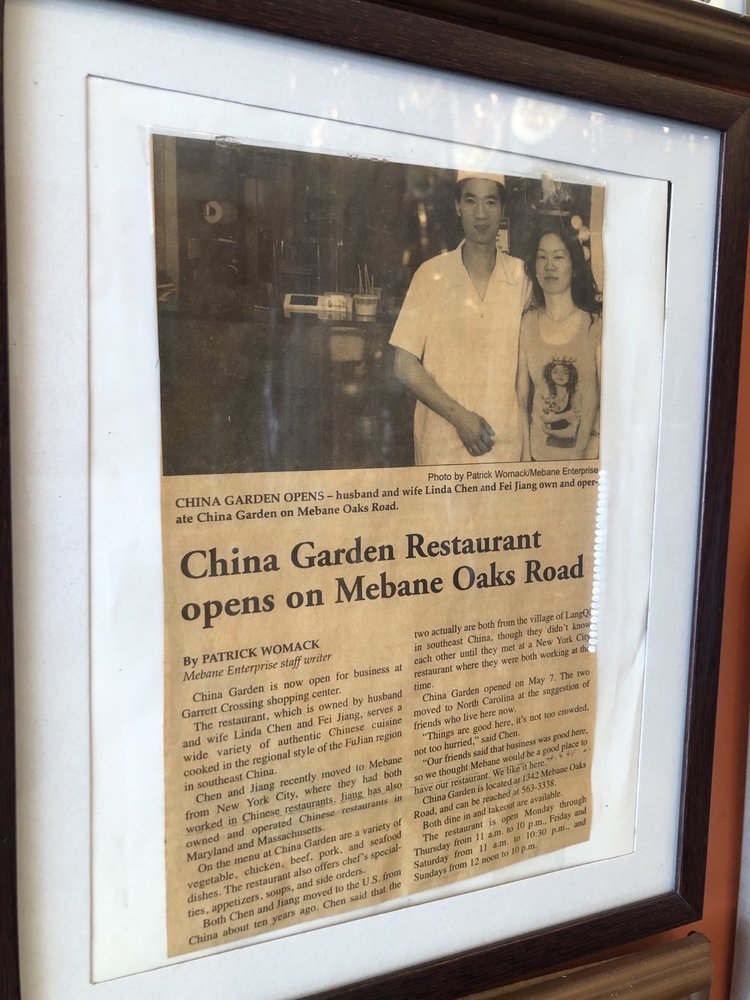 Photo by Patrick Womack/Mebane Enterprise
CHINA GARDEN OPENS – husband and wife Linda Chen and Fei Jiang own and oper-
ate China Garden on Mebane Oaks Road.
China Garden Restaurant
opens on Mebane Oaks Road
By PATRICK WOMACK
Mebane Enterprise staff writer
China Garden is now open for business at
Garrett Crossing shopping center.
The restaurant, which is owned by husband
and wife Linda Chen and Fei Jiang, serves a
wide variety of authentic Chinese cuisine
cooked in the regional style of the FuJian region
in southeast China.
Chen and Jiang recently moved to Mebane
from New York City, where they had both
worked in Chinese restaurants. Jiang has also
owned and operated Chinese restaurants in
Maryland and Massachusetts.
On the menu at China Garden are a variety of
vegetable, chicken, beef, pork, and seafood
dishes. The restaurant also offers chef's special-
ties, appetizers, soups, and side orders.
Both Chen and Jiang moved to the U.S. from
China about ten years ago. Chen said that the
two actually are both from the village of LangQi
in southeast China, though they didn't know
each other until they met at a New York City
restaurant where they were both working at the
time.
China Garden opened on May 7. The two
moved to North Carolina at the suggestion of
friends who live here now.
"Things are good here, it's not too crowded,
not too hurried," said Chen.
"Our friends said that business was good here,
so we thought Mebane would be a good place to
have our restaurant. We like it here."
China Garden is located at 1342 Mebane Oaks
Road, and can be reached at 563-3338.
Both dine in and takeout are available.
The restaurant is open Monday through
Thursday from 11 a.m. to 10 p.m., Friday and
Saturday from 11 a.m. to 10:30 p.m., and
Sundays from 12 noon to 10 p.m.